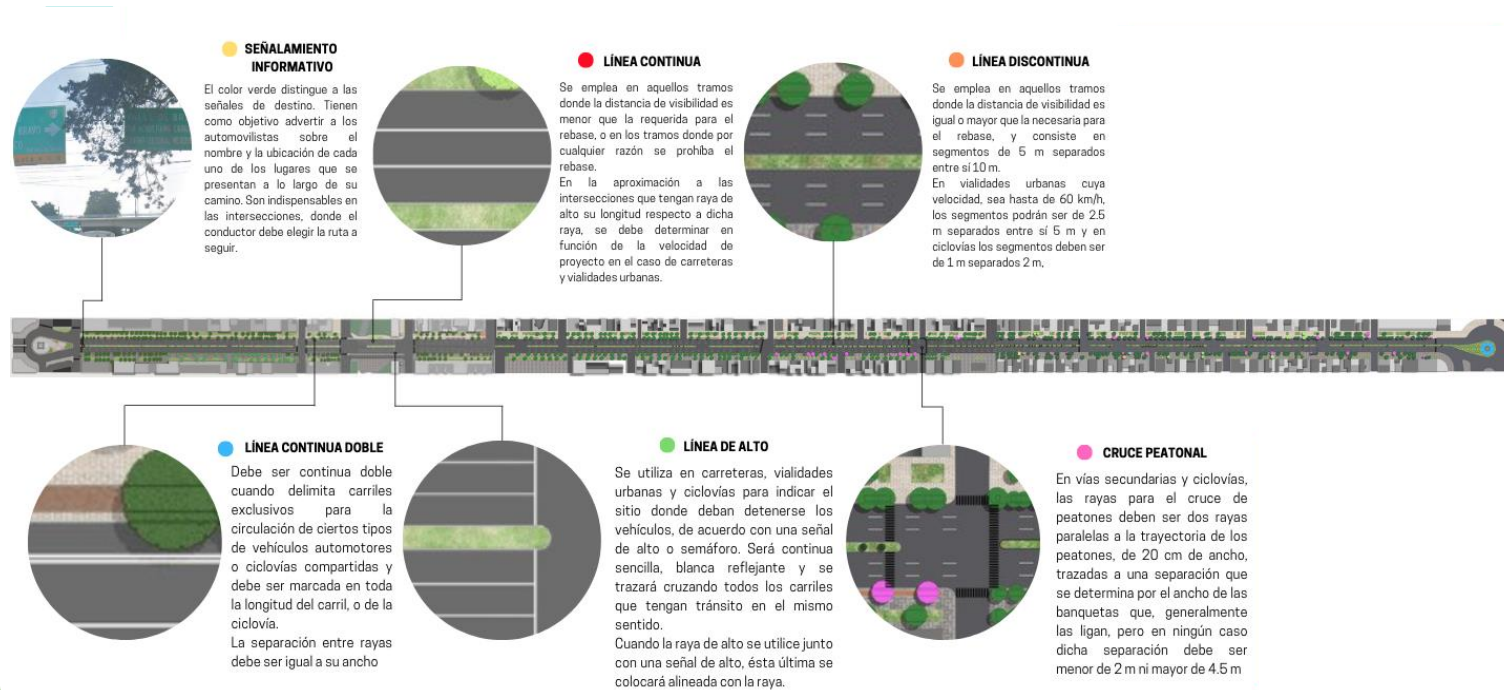 SEÑALAMIENTO
INFORMATIVO
El color verde distingue a las
señales de destino. Tienen
como objetivo advertir a los
automovilistas sobre el
nombre y la ubicación de cada
uno de los lugares que se
presentan a lo largo de su
camino. Son indispensables en
las intersecciones, donde el
conductor debe elegir la ruta a
seguir.
LÍNEA CONTINUA
Se emplea en aquellos tramos
donde la distancia de visibilidad es
menor que la requerida para el
rebase, o en los tramos donde por
cualquier razón se prohíba el
rebase.
En la aproximación a las
intersecciones que tengan raya de
alto su longitud respecto a dicha
raya, se debe determinar en
función de la velocidad de
proyecto en el caso de carreteras
y vialidades urbanas.
LÍNEA DISCONTINUA
Se emplea en aquellos tramos
donde la distancia de visibilidad es
igual o mayor que la necesaria para
el rebase, y consiste en
segmentos de 5 m separados
entre sí 10 m.
En vialidades urbanas cuya
velocidad, sea hasta de 60 km/h,
los segmentos podrán ser de 2.5
m separados entre sí 5 m y en
ciclovías los segmentos deben ser
de 1 m separados 2 m,
LÍNEA CONTINUA DOBLE
Debe ser continua doble
cuando delimita carriles
exclusivos para la
circulación de ciertos tipos
de vehículos automotores
o ciclovías compartidas y
debe ser marcada en toda
la longitud del carril, o de la
ciclovía.
La separación entre rayas
debe ser igual a su ancho
LÍNEA DE ALTO
Se utiliza en carreteras, vialidades
urbanas y ciclovías para indicar el
sitio donde deban detenerse los
vehículos, de acuerdo con una señal
de alto o semáforo. Será continua
sencilla, blanca reflejante y se
trazará cruzando todos los carriles
que tengan tránsito en el mismo
sentido.
Cuando la raya de alto se utilice junto
con una señal de alto, ésta última se
colocará alineada con la raya.
CRUCE PEATONAL
En vías secundarias y ciclovías,
las rayas para el cruce de
peatones deben ser dos rayas
paralelas a la trayectoria de los
peatones, de 20 cm de ancho,
trazadas a una separación que
se determina por el ancho de las
banquetas que, generalmente
las ligan, pero en ningún caso
dicha separación debe ser
menor de 2 m ni mayor de 4.5 m